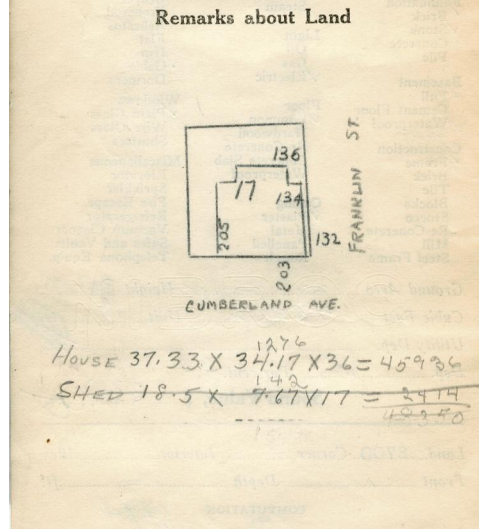 Remarks about Land
136
17
134
FRANKLIN ST.
205
132
203
CUMBERLAND AVE.
1276
HOUSE 37.33 X 34.17 X 36 = 45936
142
SHED 18.5 X 7.67 X 17 = 2414
48350